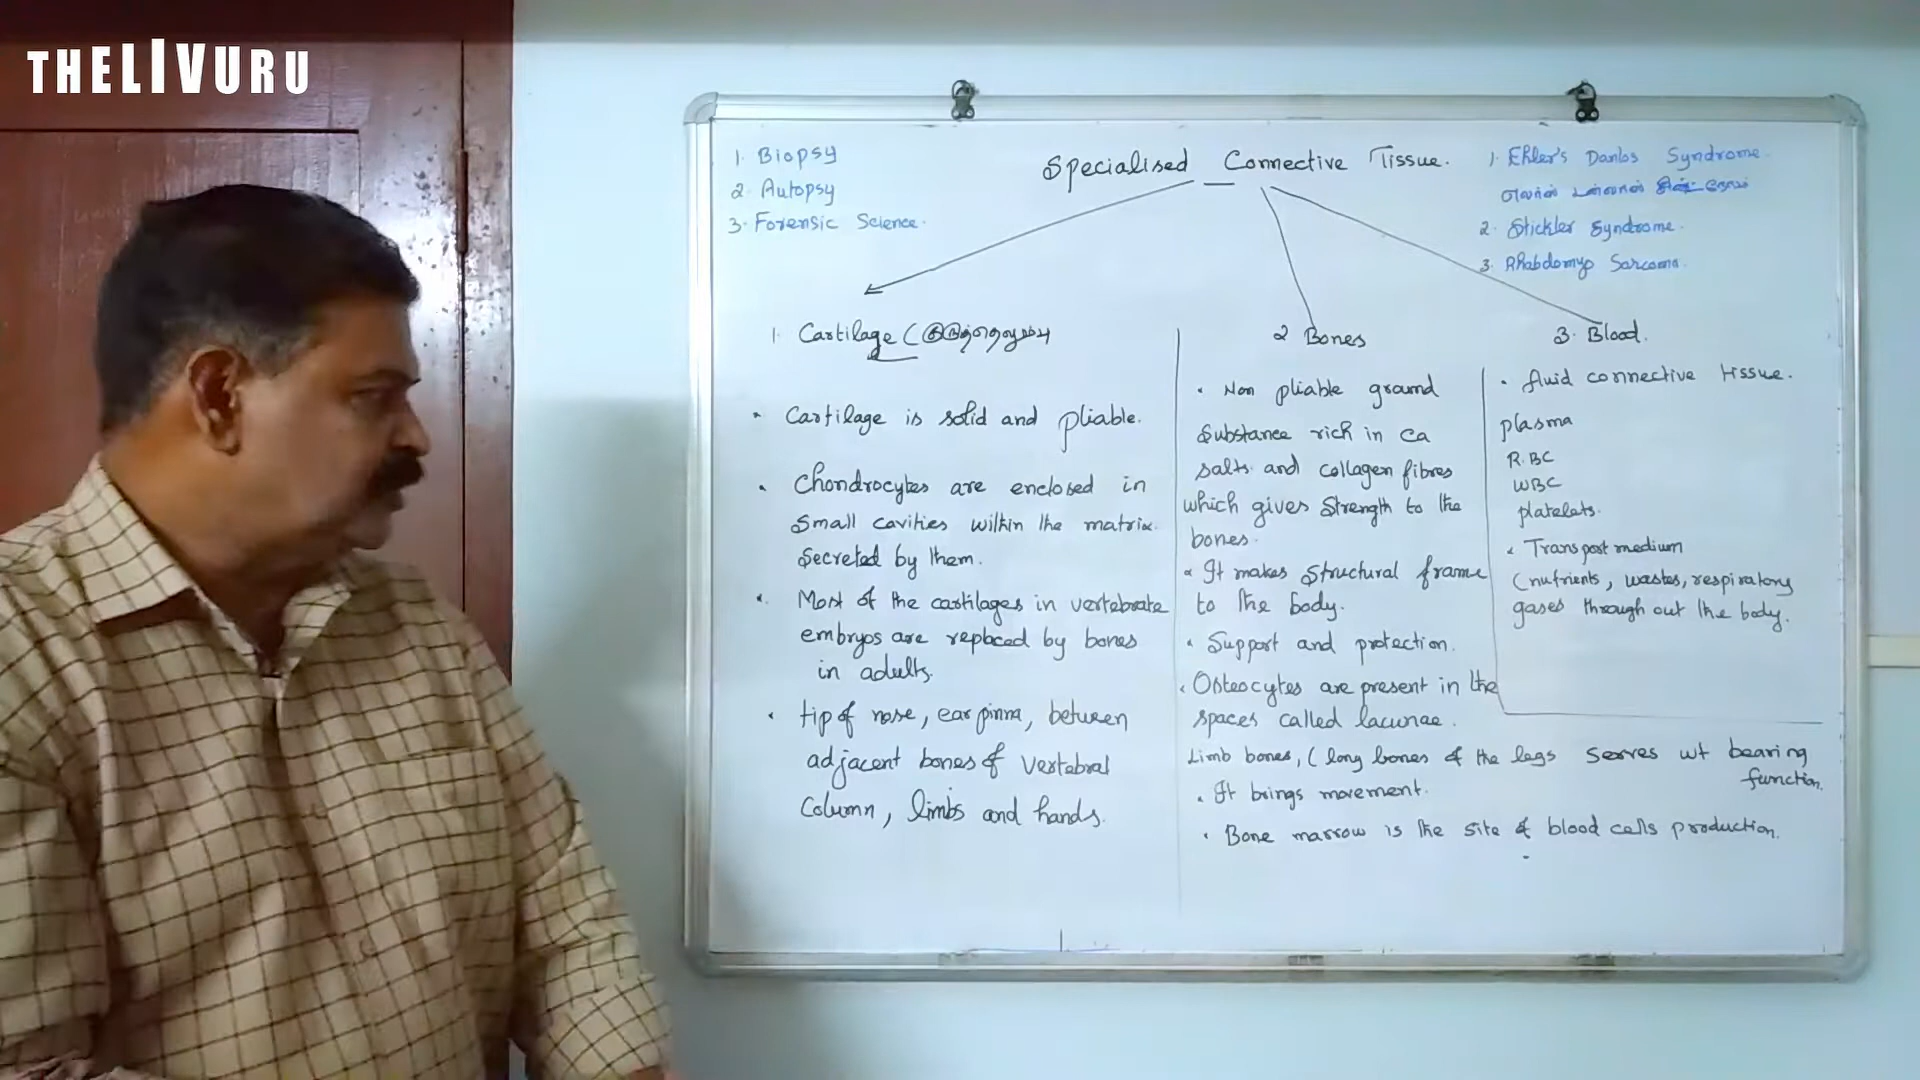 THELIVURU
1. Biopsy
2. Autopsy
3. Forensic Science.
Specialised Connective Tissue.
1. Ehler's Danlos Syndrome.
2. Stickler Syndrome.
3. Rhabdomyo Sarcoma.
1. Cartilage (
• Cartilage is solid and pliable.
• Chondrocytes are enclosed in
small cavities within the matrix
secreted by them.
• Most of the cartilages in vertebrate
embryos are replaced by bones
in adults.
• tip of nose, ear pinna, between
adjacent bones of vertebral
column, limbs and hands.
2 Bones
• Non pliable ground
substance rich in ca
salts and collagen fibres
which gives strength to the
bones.
• It makes structural frame
to the body.
• Support and protection.
• Osteocytes are present in the
spaces called lacunae.
Limb bones, (long bones of the legs serves wt bearing
function.
• It brings movement.
• Bone marrow is the site of blood cells production.
3. Blood.
• fluid connective tissue.
plasma
R.BC
WBC
platelets.
• Transport medium
(nutrients, wastes, respiratory
gases through out the body.